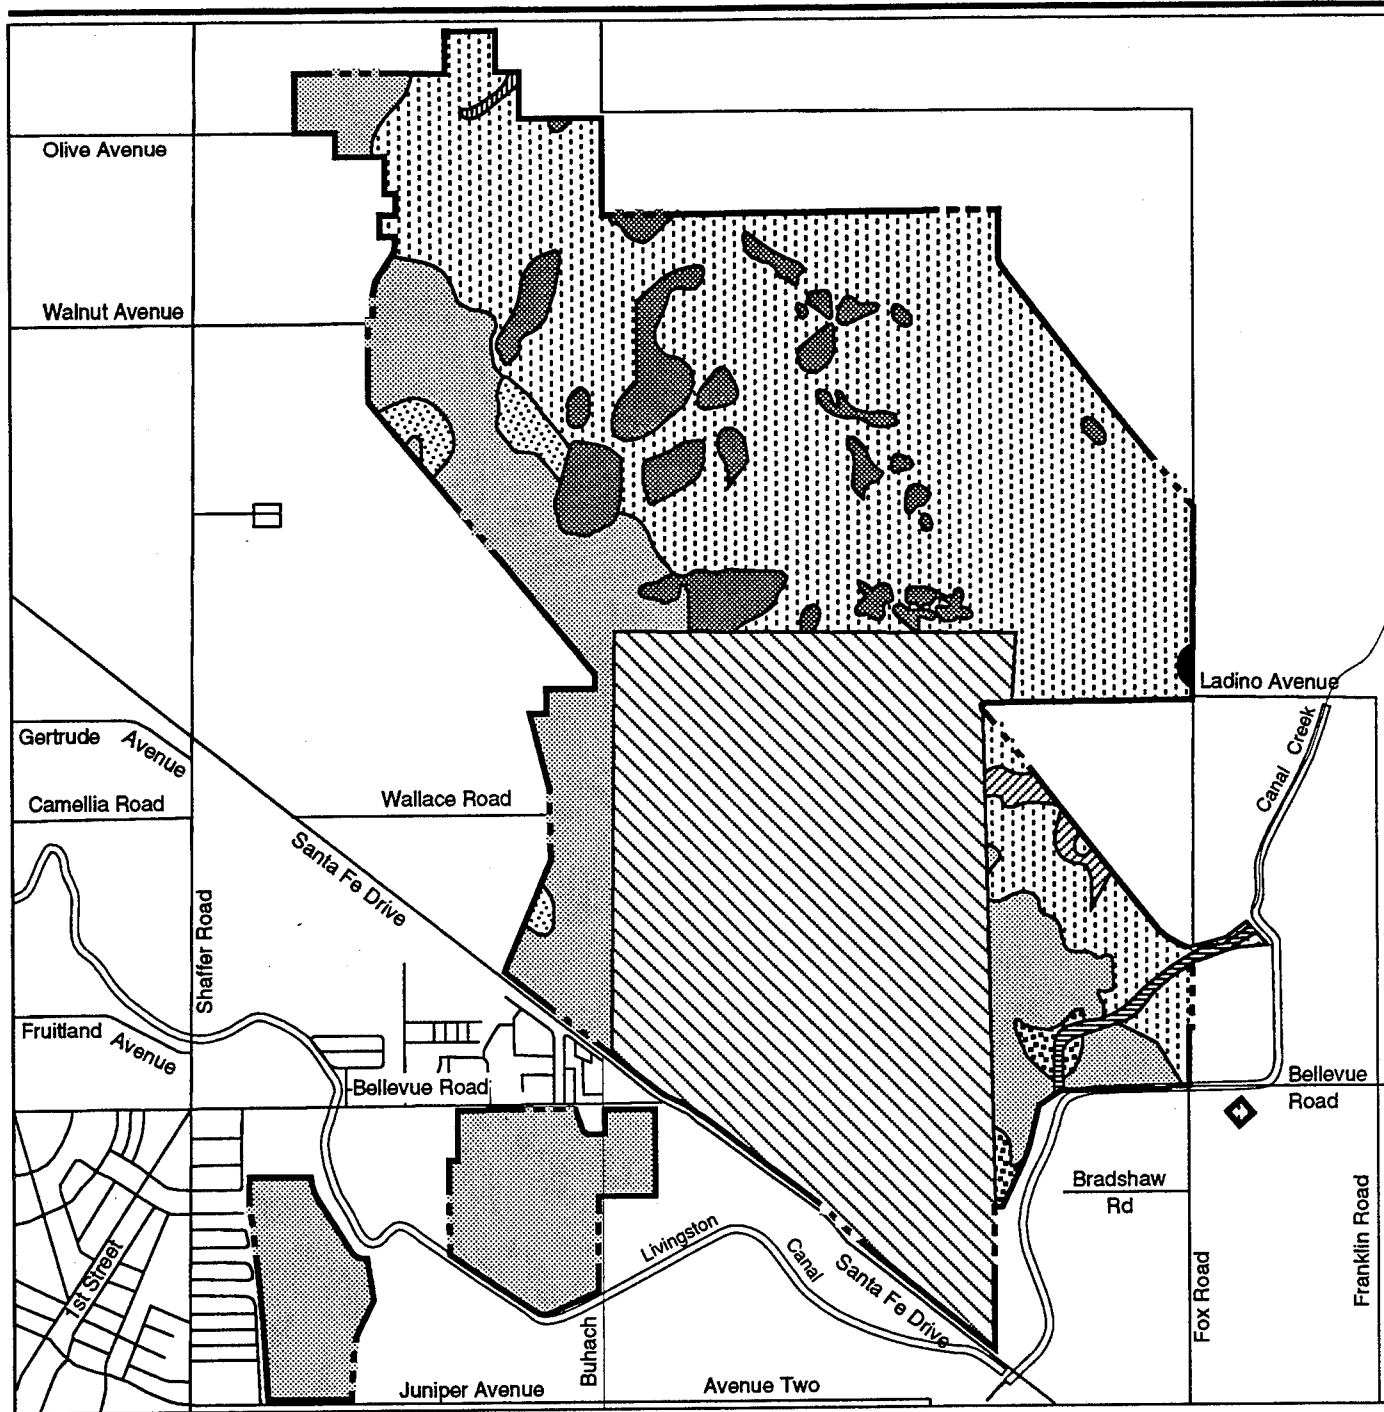 Olive Avenue
Walnut Avenue
Ladino Avenue
Gertrude Avenue
Camellia Road
Wallace Road
Canal Creek
Santa Fe Drive
Shaffer Road
Fruitland Avenue
Bellevue Road
Bellevue
Road
Bradshaw
Rd
1st Street
Livingston
Canal
Santa Fe Drive
Buhach
Fox Road
Franklin Road
Juniper Avenue
Avenue Two